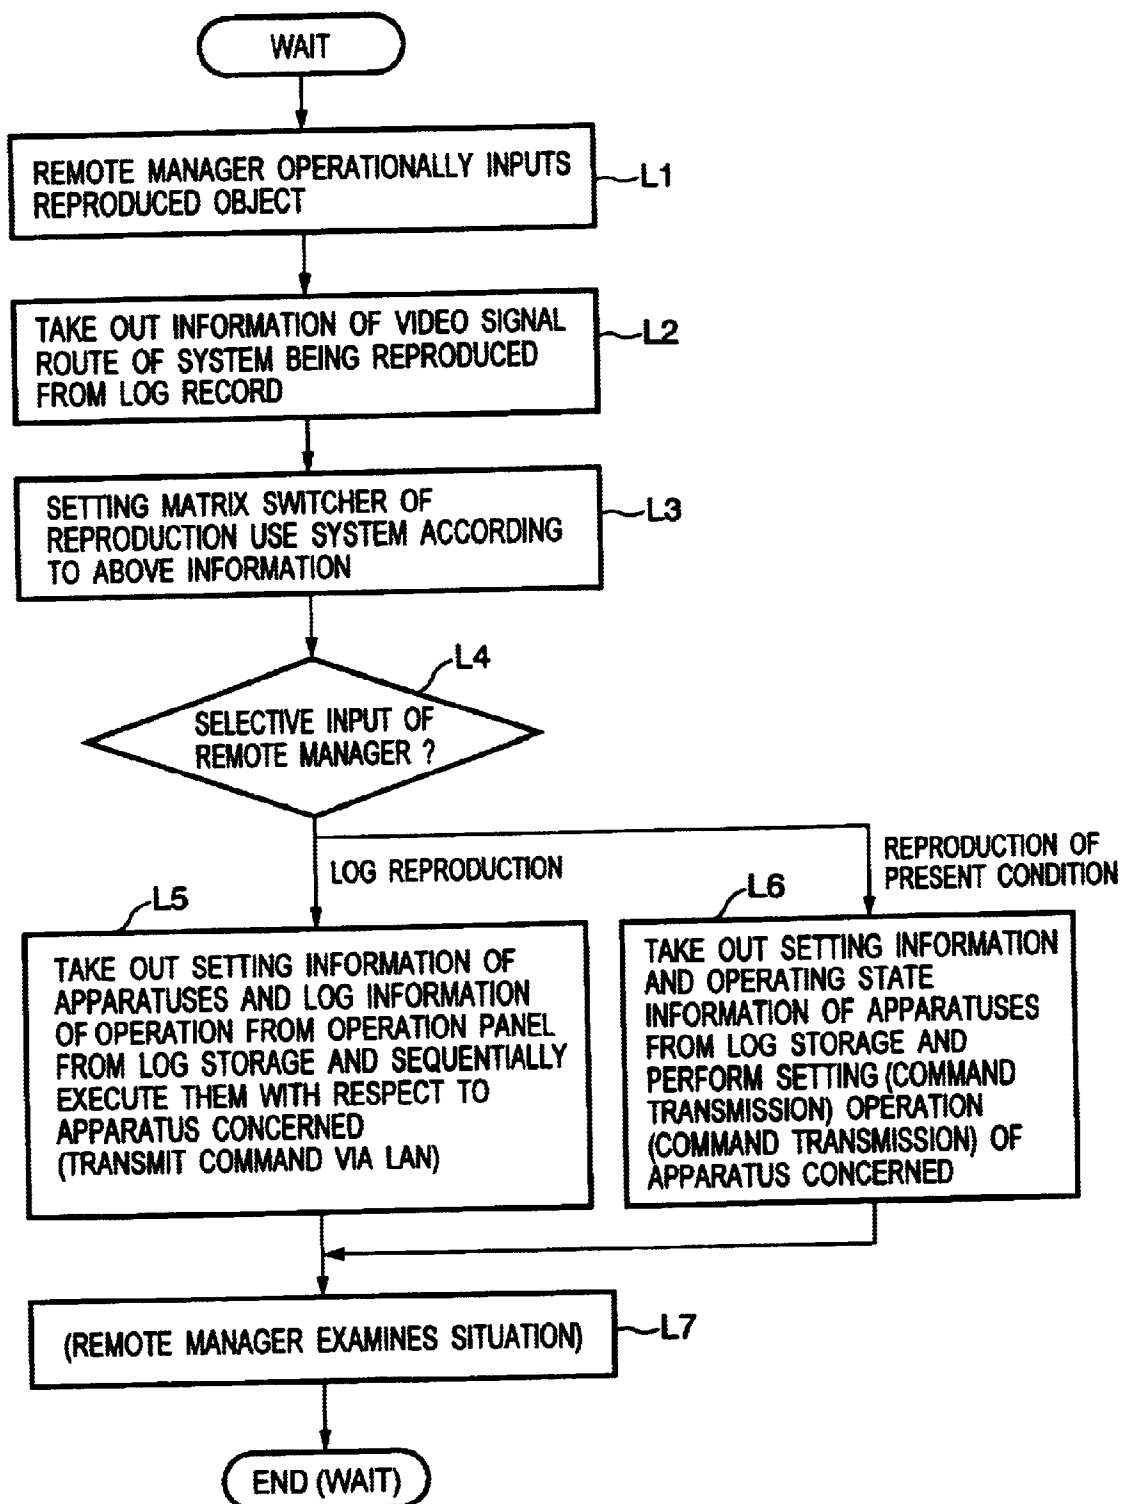 WAIT
REMOTE MANAGER OPERATIONALLY INPUTS
REPRODUCED OBJECT
L1
TAKE OUT INFORMATION OF VIDEO SIGNAL
ROUTE OF SYSTEM BEING REPRODUCED
FROM LOG RECORD
L2
SETTING MATRIX SWITCHER OF
REPRODUCTION USE SYSTEM ACCORDING
TO ABOVE INFORMATION
L3
L4
SELECTIVE INPUT OF
REMOTE MANAGER ?
LOG REPRODUCTION
REPRODUCTION OF
PRESENT CONDITION
L5
TAKE OUT SETTING INFORMATION OF
APPARATUSES AND LOG INFORMATION
OF OPERATION FROM OPERATION PANEL
FROM LOG STORAGE AND SEQUENTIALLY
EXECUTE THEM WITH RESPECT TO
APPARATUS CONCERNED
(TRANSMIT COMMAND VIA LAN)
L6
TAKE OUT SETTING INFORMATION
AND OPERATING STATE
INFORMATION OF APPARATUSES
FROM LOG STORAGE AND
PERFORM SETTING (COMMAND
TRANSMISSION) OPERATION
(COMMAND TRANSMISSION) OF
APPARATUS CONCERNED
(REMOTE MANAGER EXAMINES SITUATION)
L7
END (WAIT)